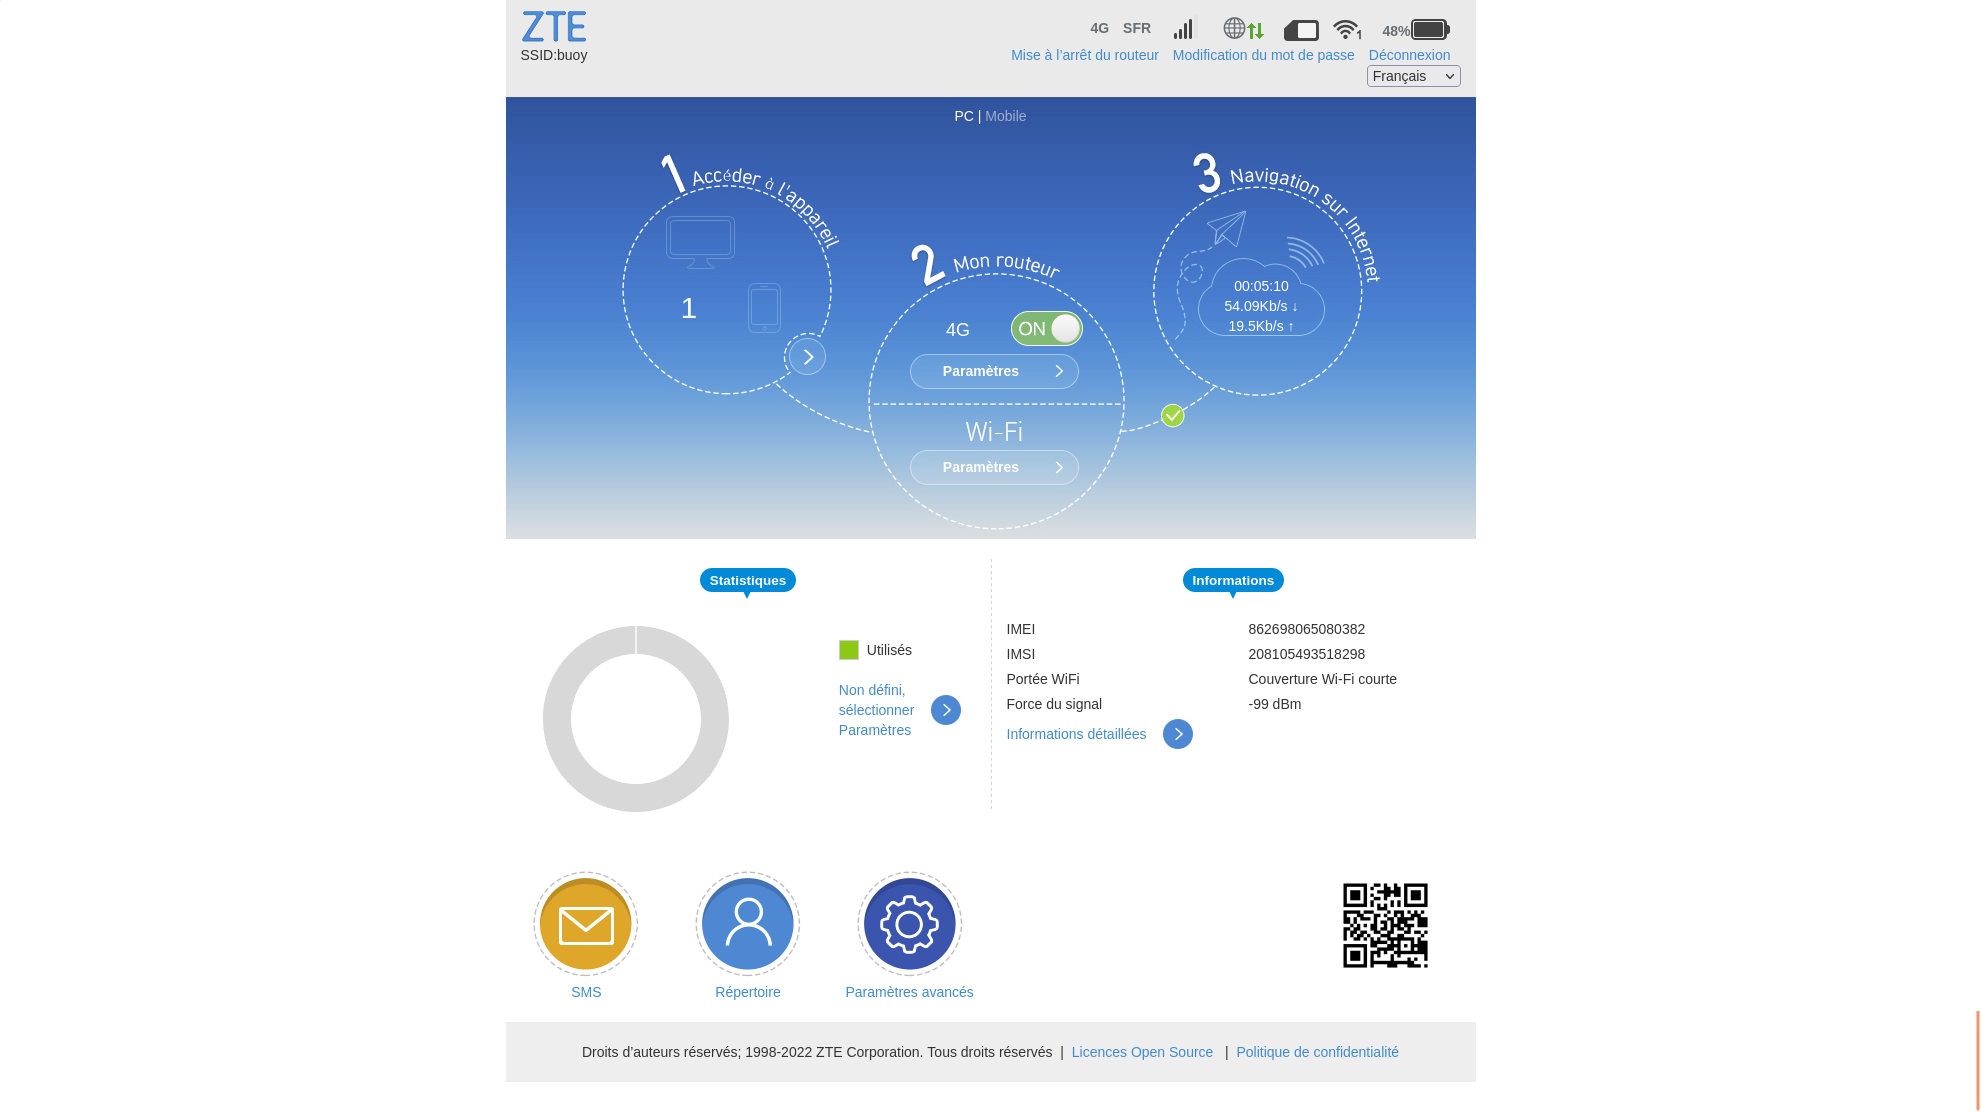 ZTE
SSID:buoy
4G SFR 1 48%
Mise à l’arrêt du routeur Modification du mot de passe Déconnexion
Français
PC | Mobile
1 Accéder à l'appareil
1
2 Mon routeur
4G ON
Paramètres
Wi-Fi
Paramètres
3 Navigation sur Internet
00:05:10
54.09Kb/s ↓
19.5Kb/s ↑
Statistiques
Utilisés
Non défini,
sélectionner
Paramètres
Informations
IMEI 862698065080382
IMSI 208105493518298
Portée WiFi Couverture Wi-Fi courte
Force du signal -99 dBm
Informations détaillées
SMS
Répertoire
Paramètres avancés
Droits d’auteurs réservés; 1998-2022 ZTE Corporation. Tous droits réservés | Licences Open Source | Politique de confidentialité